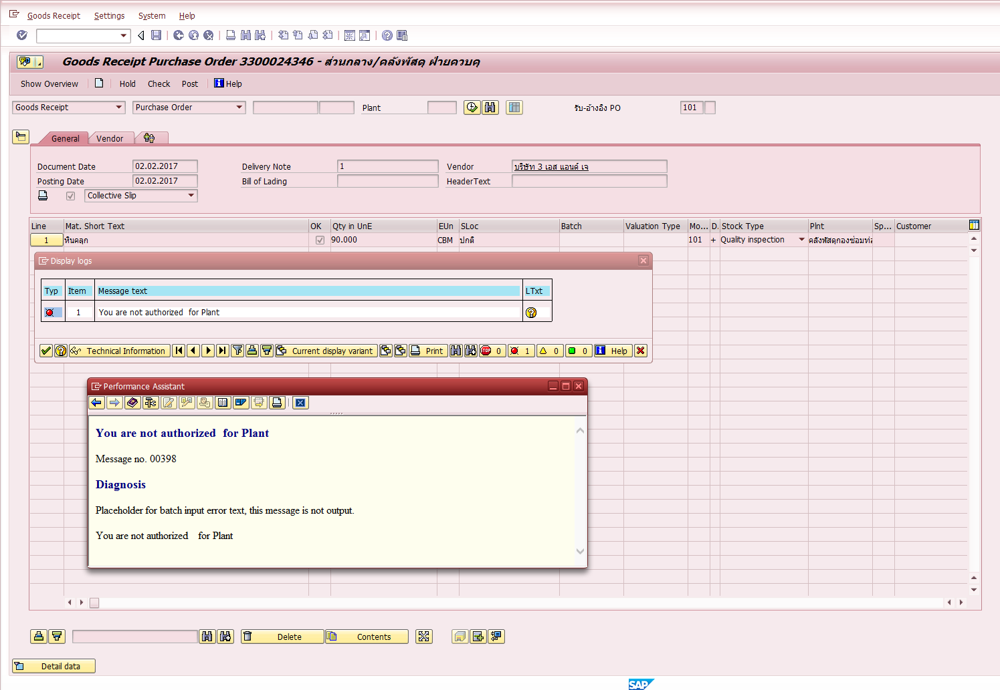 Goods Receipt Settings System Help
Goods Receipt Purchase Order 3300024346 - ส่วนกลาง/คลังพัสดุ ฝ่ายควบคุ
Show Overview Hold Check Post Help
Goods Receipt Purchase Order Plant รับ-อ้างอิง PO 101
General Vendor
Document Date 02.02.2017 Delivery Note 1 Vendor บริษัท 3 เอส แอนด์ เจ
Posting Date 02.02.2017 Bill of Lading HeaderText
Collective Slip
Line Mat. Short Text OK Qty in UnE EUn SLoc Batch Valuation Type Mo... D. Stock Type Plnt Sp... Customer
1 หินคลุก 90.000 CBM ปกติ 101 + Quality inspection คลังพัสดุกองซ่อมท่อ
Display logs
Typ Item Message text LTxt
1 You are not authorized  for Plant
Technical Information Current display variant Print STOP 0 1 0 0 Help
Performance Assistant
You are not authorized  for Plant
Message no. 00398
Diagnosis
Placeholder for batch input error text, this message is not output.
You are not authorized    for Plant
Delete Contents
Detail data
SAP